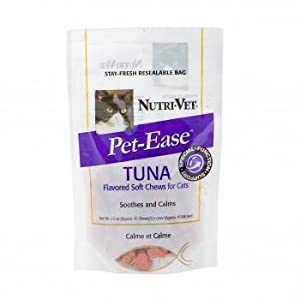 STAY-FRESH RESEALABLE BAG
NUTRI-VET
Pet-Ease™
TUNA
Flavored Soft Chews for Cats
Soothes and Calms
Calme et Calme